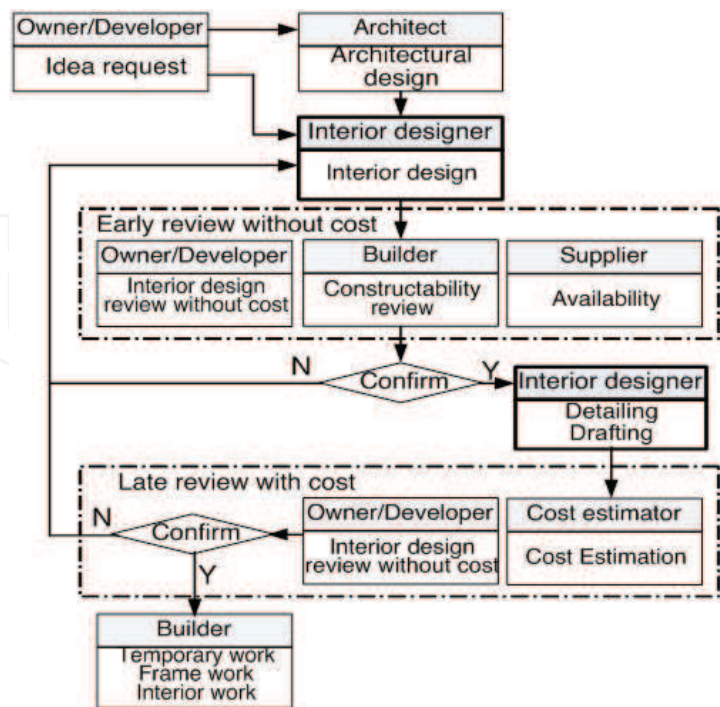 Owner/Developer
Idea request
Architect
Architectural
design
Interior designer
Interior design
Early review without cost
Owner/Developer
Interior design
review without cost
Builder
Constructability
review
Supplier
Availability
N
Confirm
Y
Interior designer
Detailing
Drafting
Late review with cost
N
Confirm
Y
Owner/Developer
Interior design
review without cost
Cost estimator
Cost Estimation
Builder
Temporary work
Frame work
Interior work